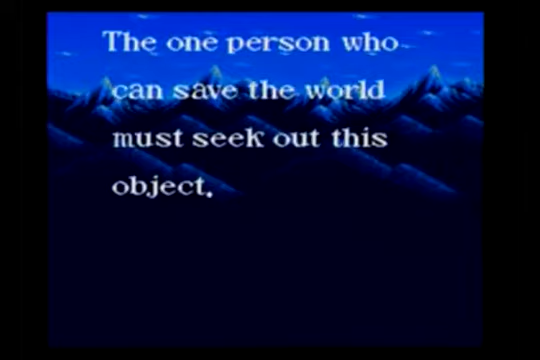 The one person who
can save the world
must seek out this
object.